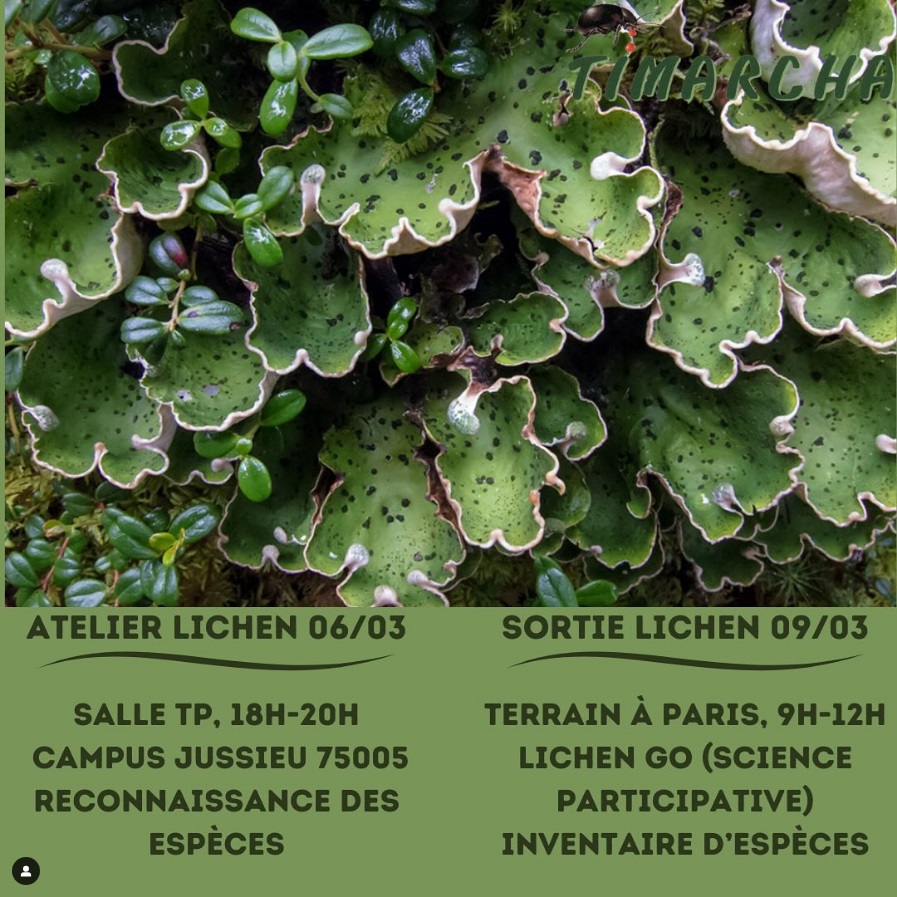 TIMARCHA
ATELIER LICHEN 06/03
SALLE TP, 18H-20H
CAMPUS JUSSIEU 75005
RECONNAISSANCE DES
ESPÈCES
SORTIE LICHEN 09/03
TERRAIN À PARIS, 9H-12H
LICHEN GO (SCIENCE
PARTICIPATIVE)
INVENTAIRE D'ESPÈCES